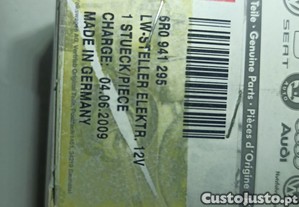 6R0 941 295
LW-STELLER ELEKTR. 12V
1 STUECK/PIECE
CHARGE: 04.06.2009
MADE IN GERMANY
Teile · Genuine Parts ·
Pièces d'Origine
SEAT
Audi
CustoJusto.pt